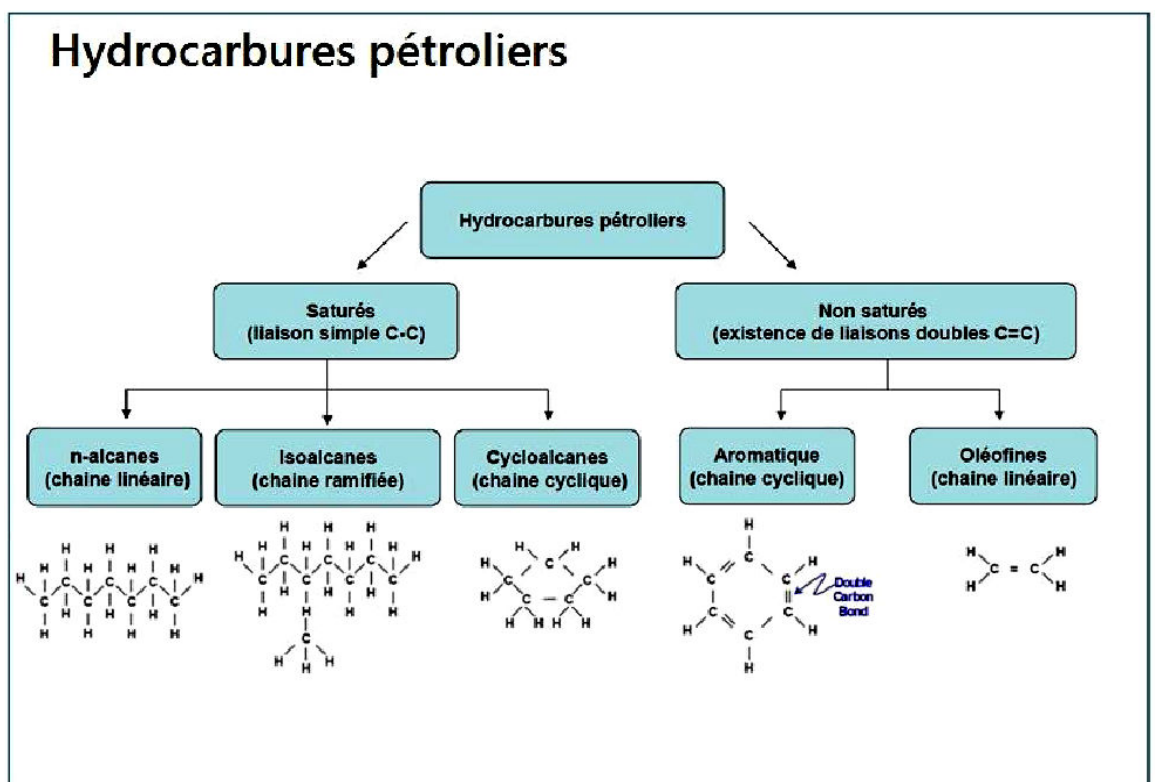 Hydrocarbures pétroliers
Hydrocarbures pétroliers
Saturés
(liaison simple C-C)
Non saturés
(existence de liaisons doubles C=C)
n-alcanes
(chaine linéaire)
Isoalcanes
(chaine ramifiée)
Cycloalcanes
(chaine cyclique)
Aromatique
(chaine cyclique)
Oléofines
(chaine linéaire)
Double
Carbon
Bond